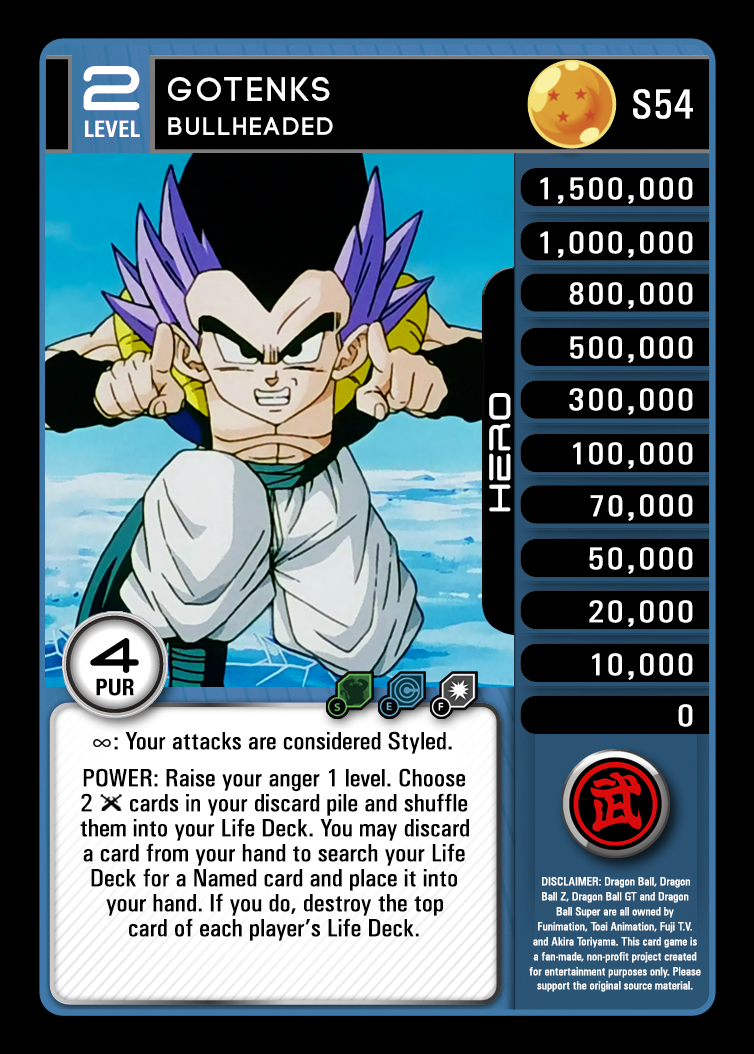 2
LEVEL
GOTENKS
BULLHEADED
S54
1,500,000
1,000,000
800,000
500,000
300,000
100,000
70,000
50,000
20,000
10,000
0
HERO
4
PUR
S E F
∞: Your attacks are considered Styled.
POWER: Raise your anger 1 level. Choose
2 cards in your discard pile and shuffle
them into your Life Deck. You may discard
a card from your hand to search your Life
Deck for a Named card and place it into
your hand. If you do, destroy the top
card of each player's Life Deck.
武
DISCLAIMER: Dragon Ball, Dragon
Ball Z, Dragon Ball GT and Dragon
Ball Super are all owned by
Funimation, Toei Animation, Fuji T.V.
and Akira Toriyama. This card game is
a fan-made, non-profit project created
for entertainment purposes only. Please
support the original source material.